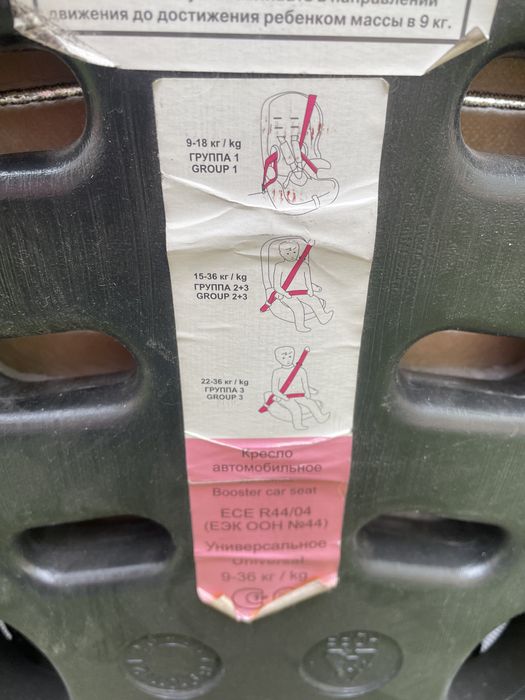 движения до достижения ребенком массы в 9 кг.
9-18 кг / kg
ГРУППА 1
GROUP 1
15-36 кг / kg
ГРУППА 2+3
GROUP 2+3
22-36 кг / kg
ГРУППА 3
GROUP 3
Кресло
автомобильное
Booster car seat
ECE R44/04
(ЕЭК ООН №44)
Универсальное
Universal
9-36 кг / kg